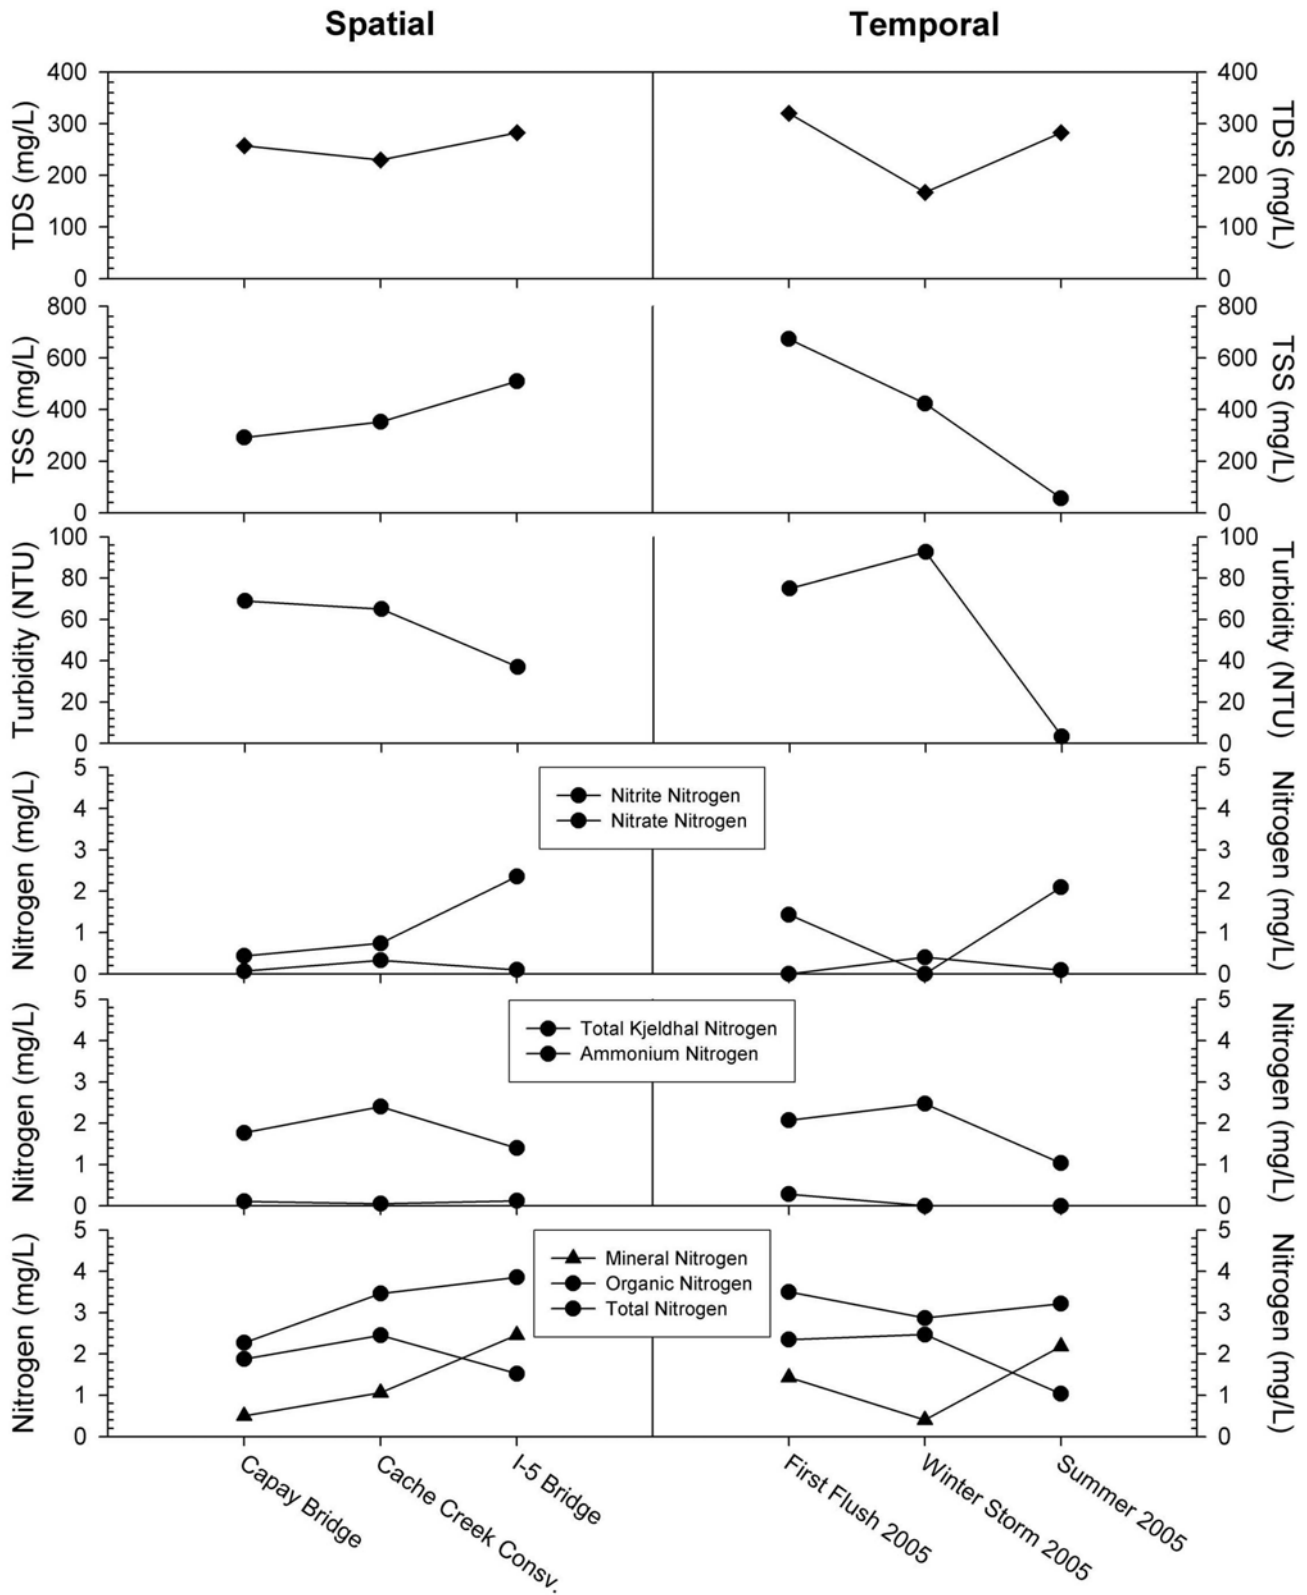 Spatial
Temporal
TDS (mg/L)
400
300
200
100
0
400
300
200
100
0
TDS (mg/L)
TSS (mg/L)
800
600
400
200
0
800
600
400
200
0
TSS (mg/L)
Turbidity (NTU)
100
80
60
40
20
0
100
80
60
40
20
0
Turbidity (NTU)
Nitrogen (mg/L)
5
4
3
2
1
0
Nitrite Nitrogen
Nitrate Nitrogen
5
4
3
2
1
0
Nitrogen (mg/L)
Nitrogen (mg/L)
5
4
3
2
1
0
Total Kjeldhal Nitrogen
Ammonium Nitrogen
5
4
3
2
1
0
Nitrogen (mg/L)
Nitrogen (mg/L)
5
4
3
2
1
0
Mineral Nitrogen
Organic Nitrogen
Total Nitrogen
5
4
3
2
1
0
Nitrogen (mg/L)
Capay Bridge
Cache Creek Consv.
I-5 Bridge
First Flush 2005
Winter Storm 2005
Summer 2005